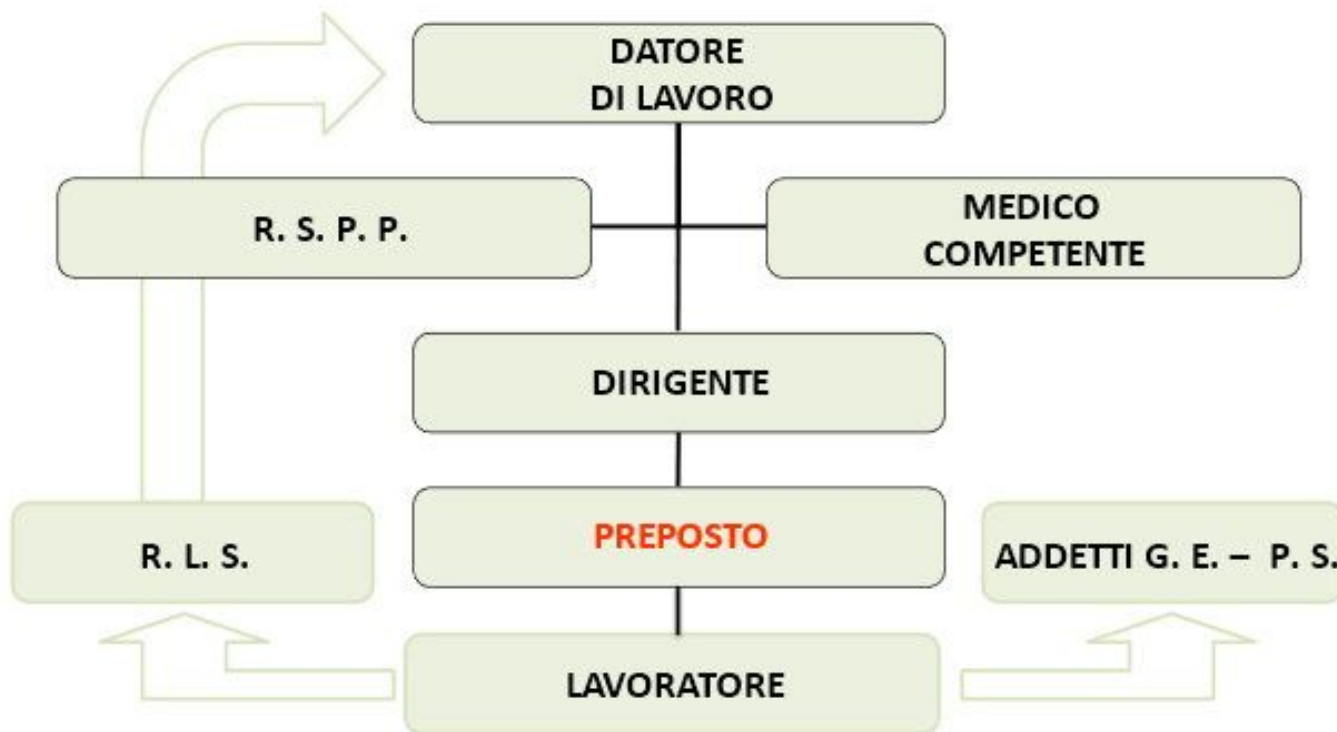 DATORE
DI LAVORO
R. S. P. P.
MEDICO
COMPETENTE
DIRIGENTE
PREPOSTO
R. L. S.
ADDETTI G. E. – P. S.
LAVORATORE